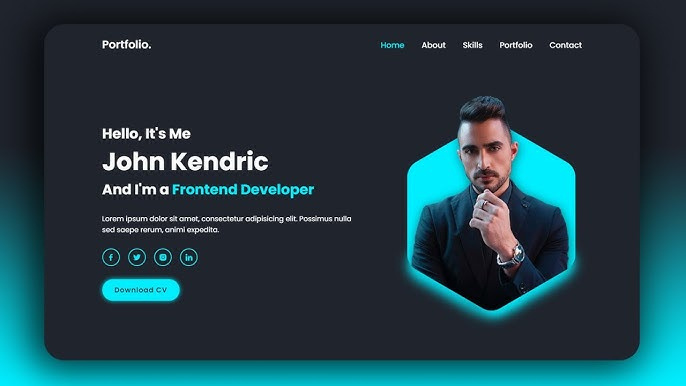 Portfolio.
Home About Skills Portfolio Contact
Hello, It's Me
John Kendric
And I'm a Frontend Developer
Lorem ipsum dolor sit amet, consectetur adipisicing elit. Possimus nulla
sed saepe rerum, animi expedita.
Download CV